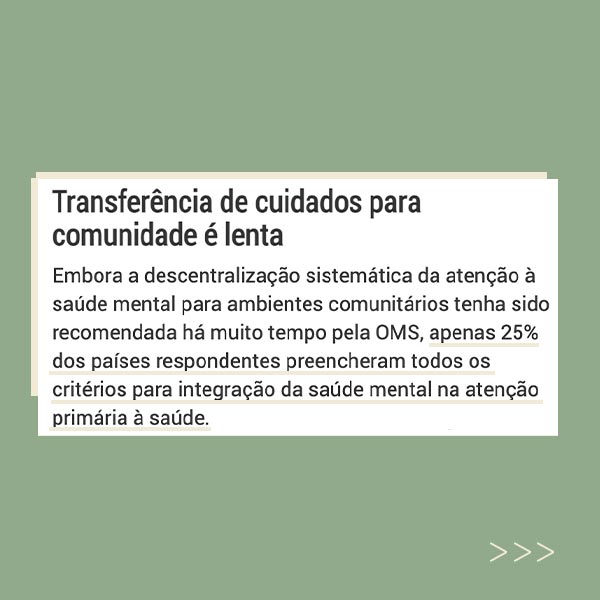 Transferência de cuidados para
comunidade é lenta
Embora a descentralização sistemática da atenção à
saúde mental para ambientes comunitários tenha sido
recomendada há muito tempo pela OMS, apenas 25%
dos países respondentes preencheram todos os
critérios para integração da saúde mental na atenção
primária à saúde.
>>>